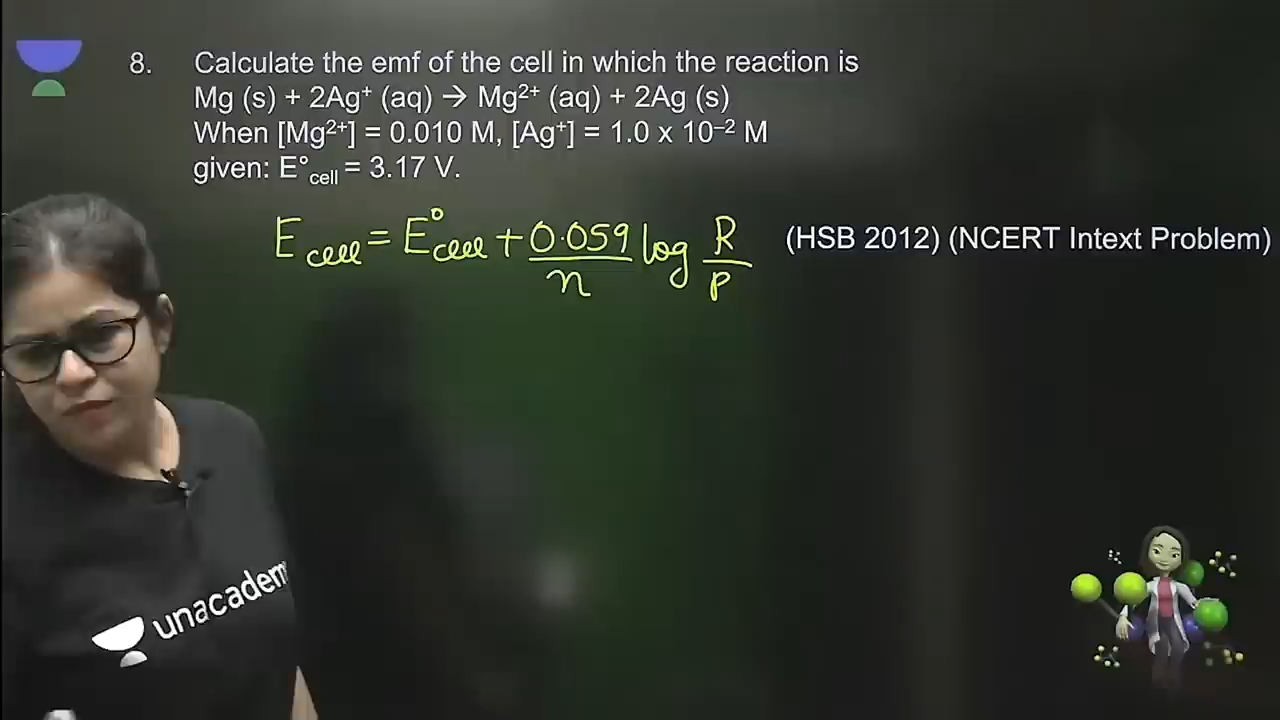 8. Calculate the emf of the cell in which the reaction is
Mg (s) + 2Ag⁺ (aq) → Mg²⁺ (aq) + 2Ag (s)
When [Mg²⁺] = 0.010 M, [Ag⁺] = 1.0 x 10⁻² M
given: E°cell = 3.17 V.
Ecell = E°cell + 0.059/n log R/P
(HSB 2012) (NCERT Intext Problem)
unacadem